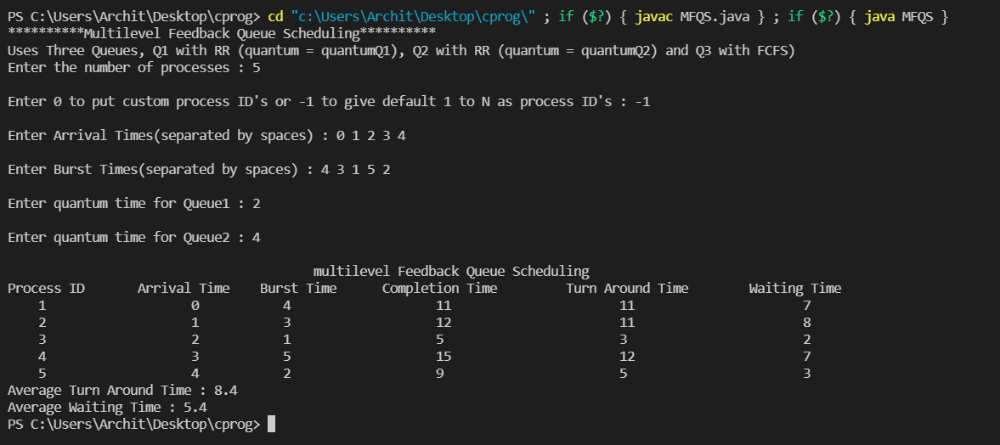 PS C:\Users\Archit\Desktop\cprog> cd "c:\Users\Archit\Desktop\cprog\" ; if ($?) { javac MFQS.java } ; if ($?) { java MFQS }
**********Multilevel Feedback Queue Scheduling**********
Uses Three Queues, Q1 with RR (quantum = quantumQ1), Q2 with RR (quantum = quantumQ2) and Q3 with FCFS)
Enter the number of processes : 5
Enter 0 to put custom process ID's or -1 to give default 1 to N as process ID's : -1
Enter Arrival Times(separated by spaces) : 0 1 2 3 4
Enter Burst Times(separated by spaces) : 4 3 1 5 2
Enter quantum time for Queue1 : 2
Enter quantum time for Queue2 : 4
multilevel Feedback Queue Scheduling
Process ID Arrival Time Burst Time Completion Time Turn Around Time Waiting Time
1 0 4 11 11 7
2 1 3 12 11 8
3 2 1 5 3 2
4 3 5 15 12 7
5 4 2 9 5 3
Average Turn Around Time : 8.4
Average Waiting Time : 5.4
PS C:\Users\Archit\Desktop\cprog>